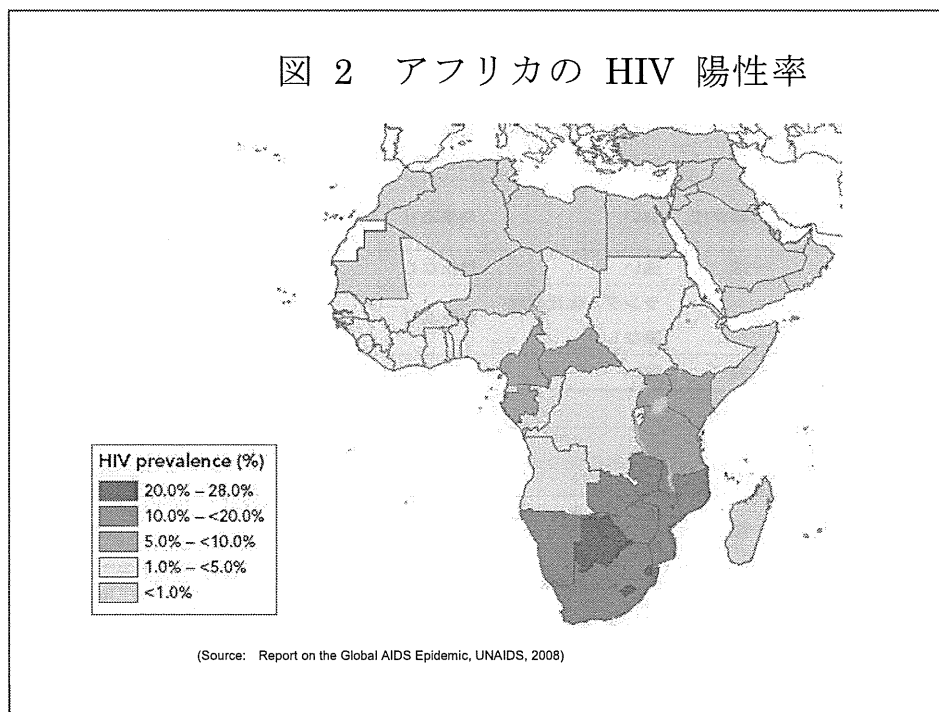 図 2 アフリカの HIV 陽性率
HIV prevalence (%)
20.0% – 28.0%
10.0% – <20.0%
5.0% – <10.0%
1.0% – <5.0%
<1.0%
(Source: Report on the Global AIDS Epidemic, UNAIDS, 2008)